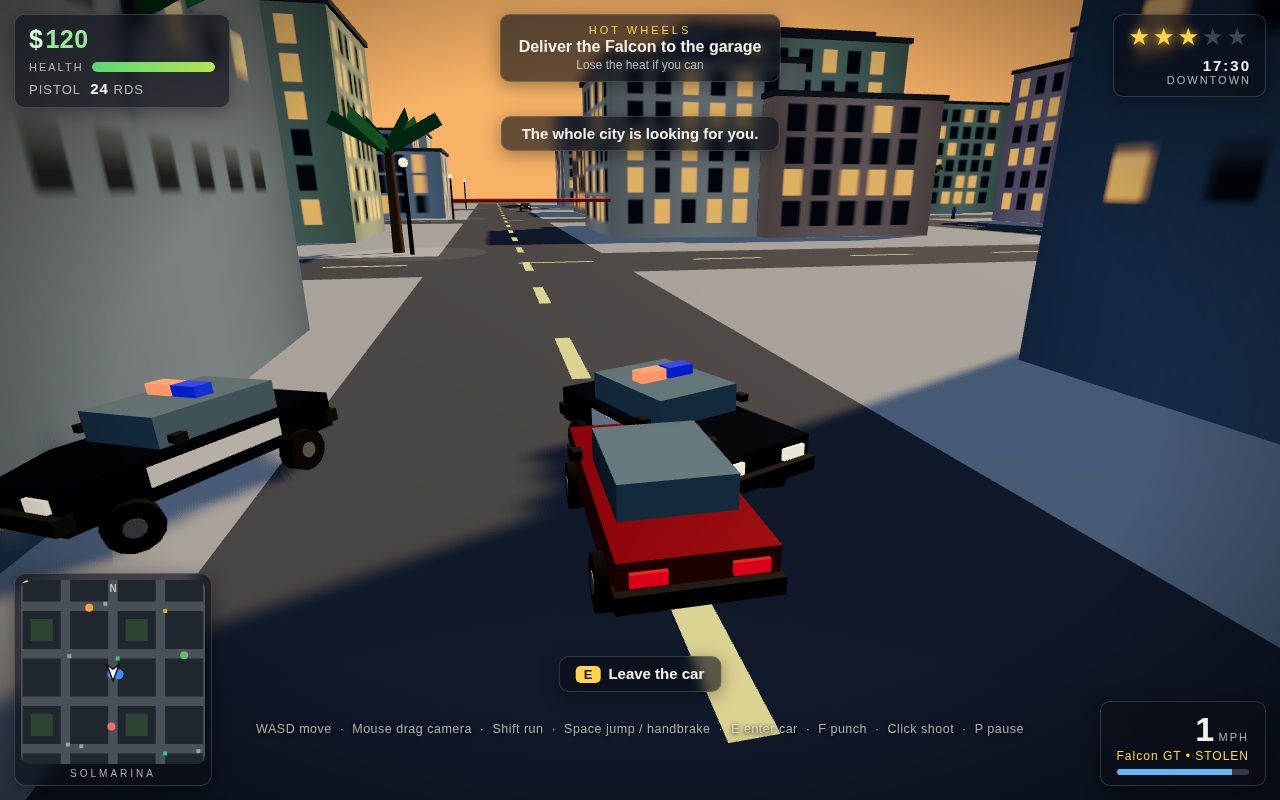 $120
HEALTH
PISTOL 24 RDS
HOT WHEELS
Deliver the Falcon to the garage
Lose the heat if you can
The whole city is looking for you.
17:30
DOWNTOWN
N
SOLMARINA
E Leave the car
WASD move · Mouse drag camera · Shift run · Space jump / handbrake · E enter car · F punch · Click shoot · P pause
1 MPH
Falcon GT • STOLEN